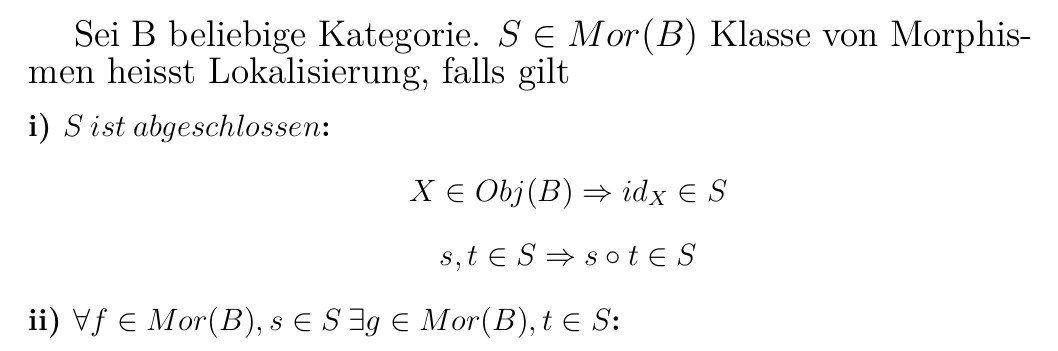 Sei B beliebige Kategorie. S ∈ Mor(B) Klasse von Morphis-
men heisst Lokalisierung, falls gilt
i) S ist abgeschlossen:
X ∈ Obj(B) ⇒ id_X ∈ S
s, t ∈ S ⇒ s ∘ t ∈ S
ii) ∀f ∈ Mor(B), s ∈ S ∃g ∈ Mor(B), t ∈ S: